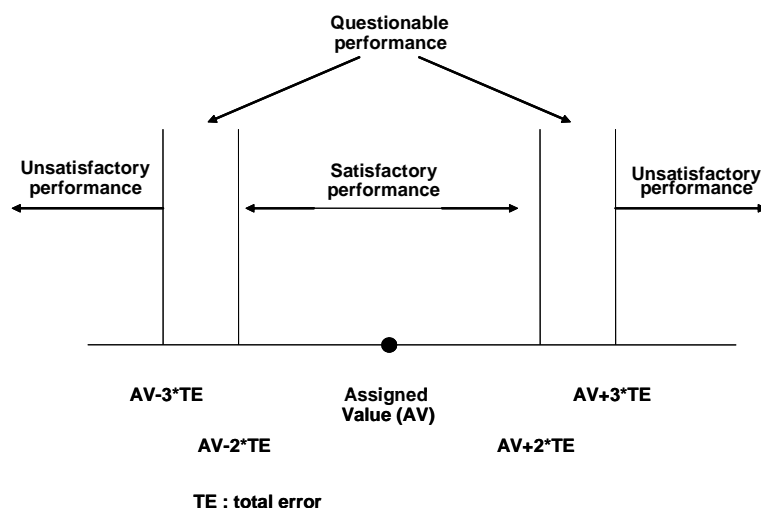 Questionable
performance
Unsatisfactory
performance
Satisfactory
performance
Unsatisfactory
performance
AV-3*TE
Assigned
Value (AV)
AV+3*TE
AV-2*TE
AV+2*TE
TE : total error